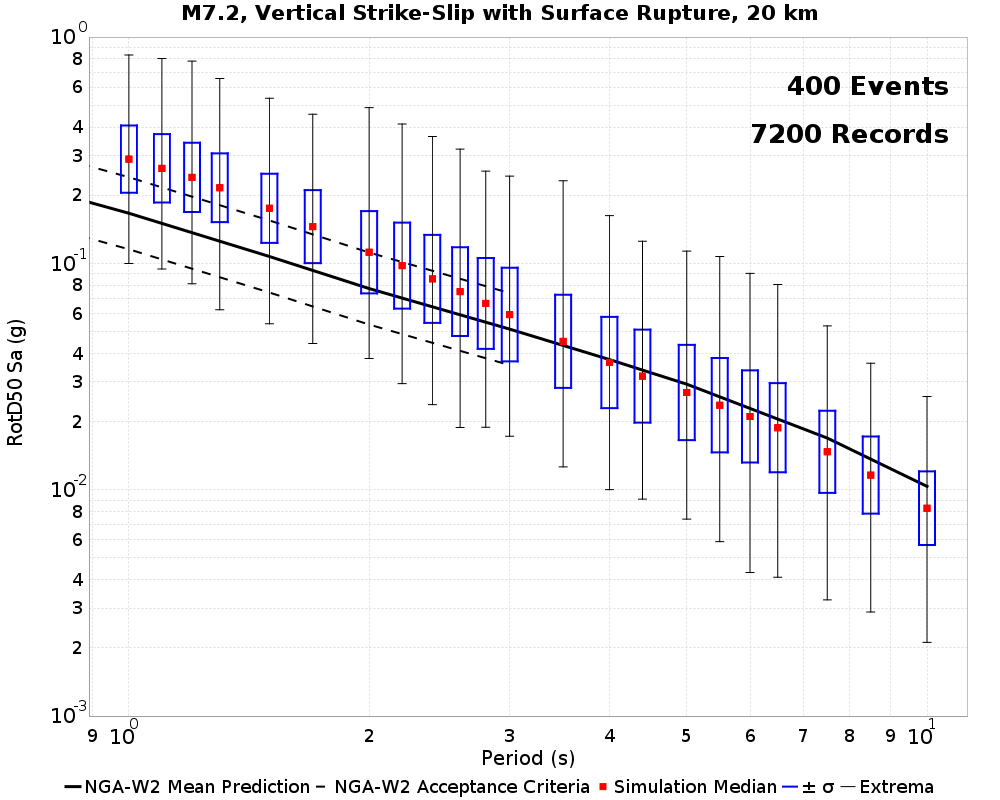 M7.2, Vertical Strike-Slip with Surface Rupture, 20 km
400 Events
7200 Records
RotD50 Sa (g)
10^0
8
6
4
3
2
10^-1
8
6
4
3
2
10^-2
8
6
4
3
2
10^-3
9 10^0 2 3 4 5 6 7 8 9 10^1
Period (s)
NGA-W2 Mean Prediction NGA-W2 Acceptance Criteria Simulation Median ± σ Extrema